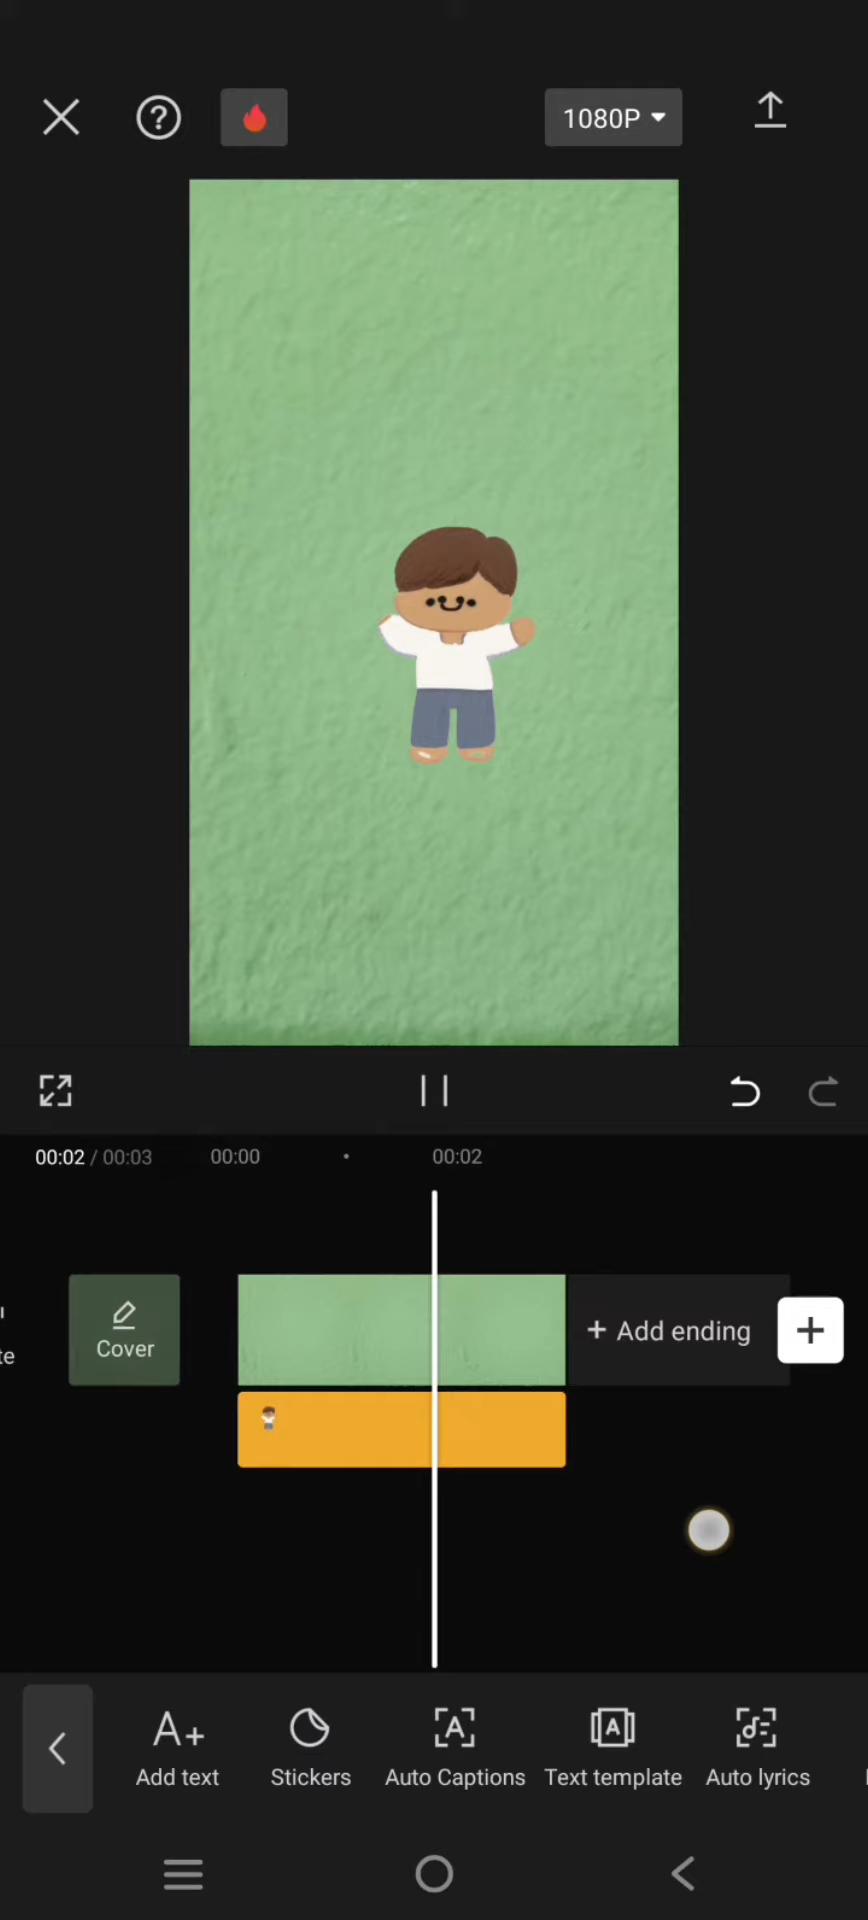 1080P
00:02 / 00:03
00:00
00:02
te
Cover
+ Add ending
A+
Add text
Stickers
A
Auto Captions
A
Text template
Auto lyrics